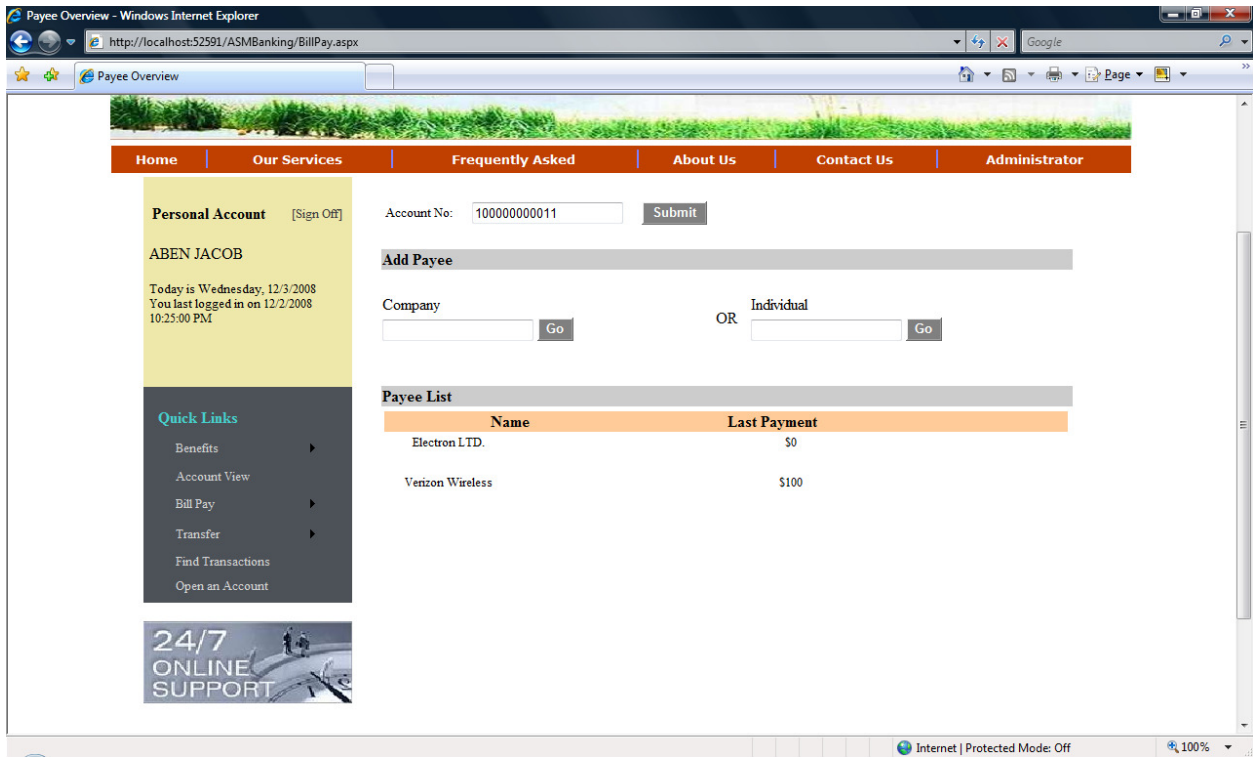 Payee Overview - Windows Internet Explorer
http://localhost:52591/ASMBanking/BillPay.aspx
Google
Payee Overview
Page
Home Our Services Frequently Asked About Us Contact Us Administrator
Personal Account [Sign Off]
ABEN JACOB
Today is Wednesday, 12/3/2008
You last logged in on 12/2/2008
10:25:00 PM
Quick Links
Benefits
Account View
Bill Pay
Transfer
Find Transactions
Open an Account
24/7
ONLINE
SUPPORT
Account No: 100000000011 Submit
Add Payee
Company
Go
OR
Individual
Go
Payee List
Name Last Payment
Electron LTD. $0
Verizon Wireless $100
Internet | Protected Mode: Off
100%